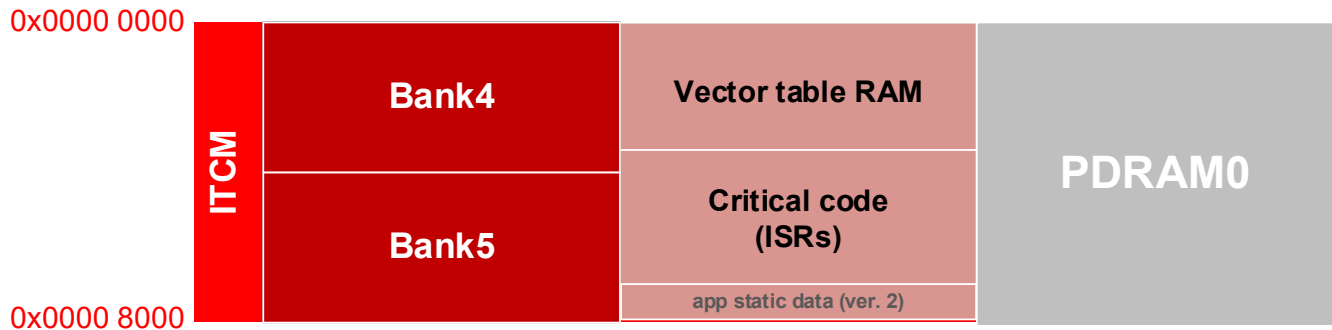 0x0000 0000
ITCM
Bank4
Bank5
Vector table RAM
Critical code
(ISRs)
app static data (ver. 2)
PDRAM0
0x0000 8000